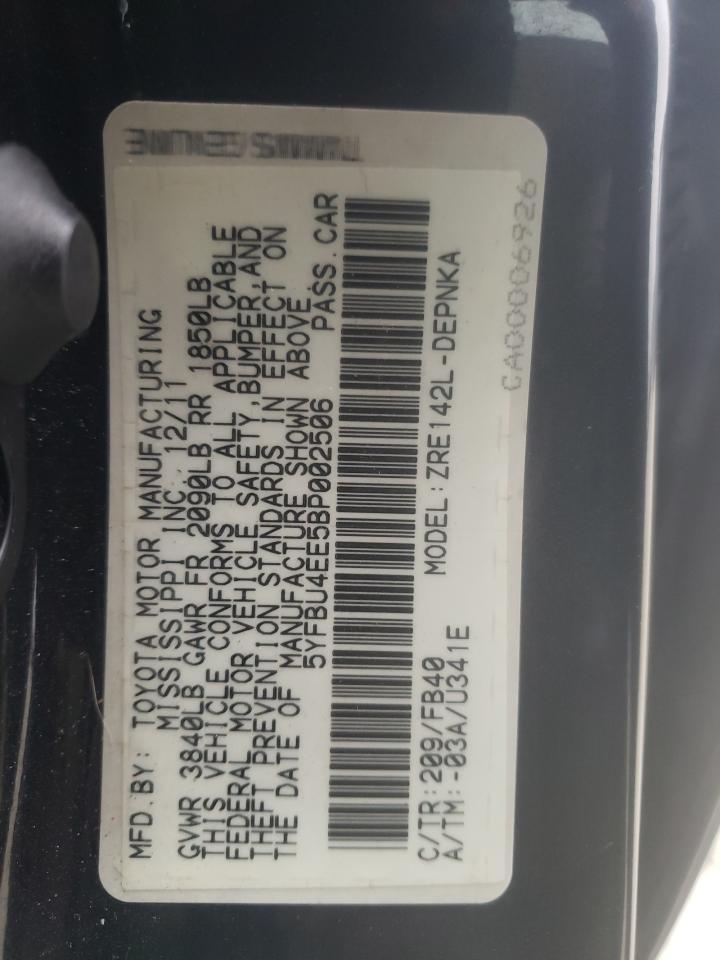 MFD.BY: TOYOTA MOTOR MANUFACTURING
MISSISSIPPI INC. 12/11
GVWR 3840LB GAWR FR 2090LB RR 1850LB
THIS VEHICLE CONFORMS TO ALL APPLICABLE
FEDERAL MOTOR VEHICLE SAFETY,BUMPER,AND
THEFT PREVENTION STANDARDS IN EFFECT ON
THE DATE OF MANUFACTURE SHOWN ABOVE.
5YFBU4EE5BP002506 PASS.CAR
C/TR:209/FB40 MODEL:ZRE142L-DEPNKA
A/TM:-03A/U341E
CA00006926